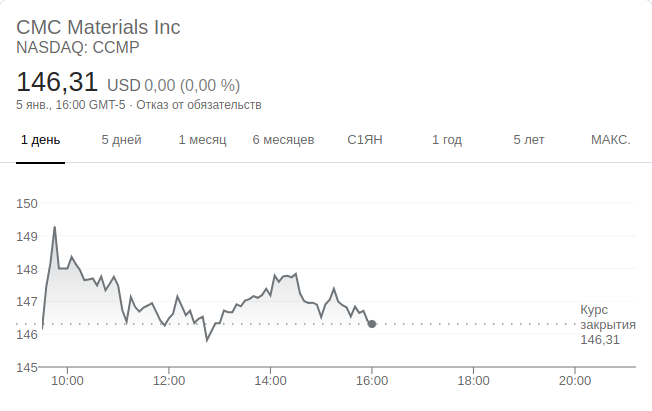 CMC Materials Inc
NASDAQ: CCMP
146,31 USD 0,00 (0,00 %)
5 янв., 16:00 GMT-5 · Отказ от обязательств
1 день 5 дней 1 месяц 6 месяцев С1ЯН 1 год 5 лет МАКС.
150
149
148
147
146
145
Курс
закрытия
146,31
10:00 12:00 14:00 16:00 18:00 20:00